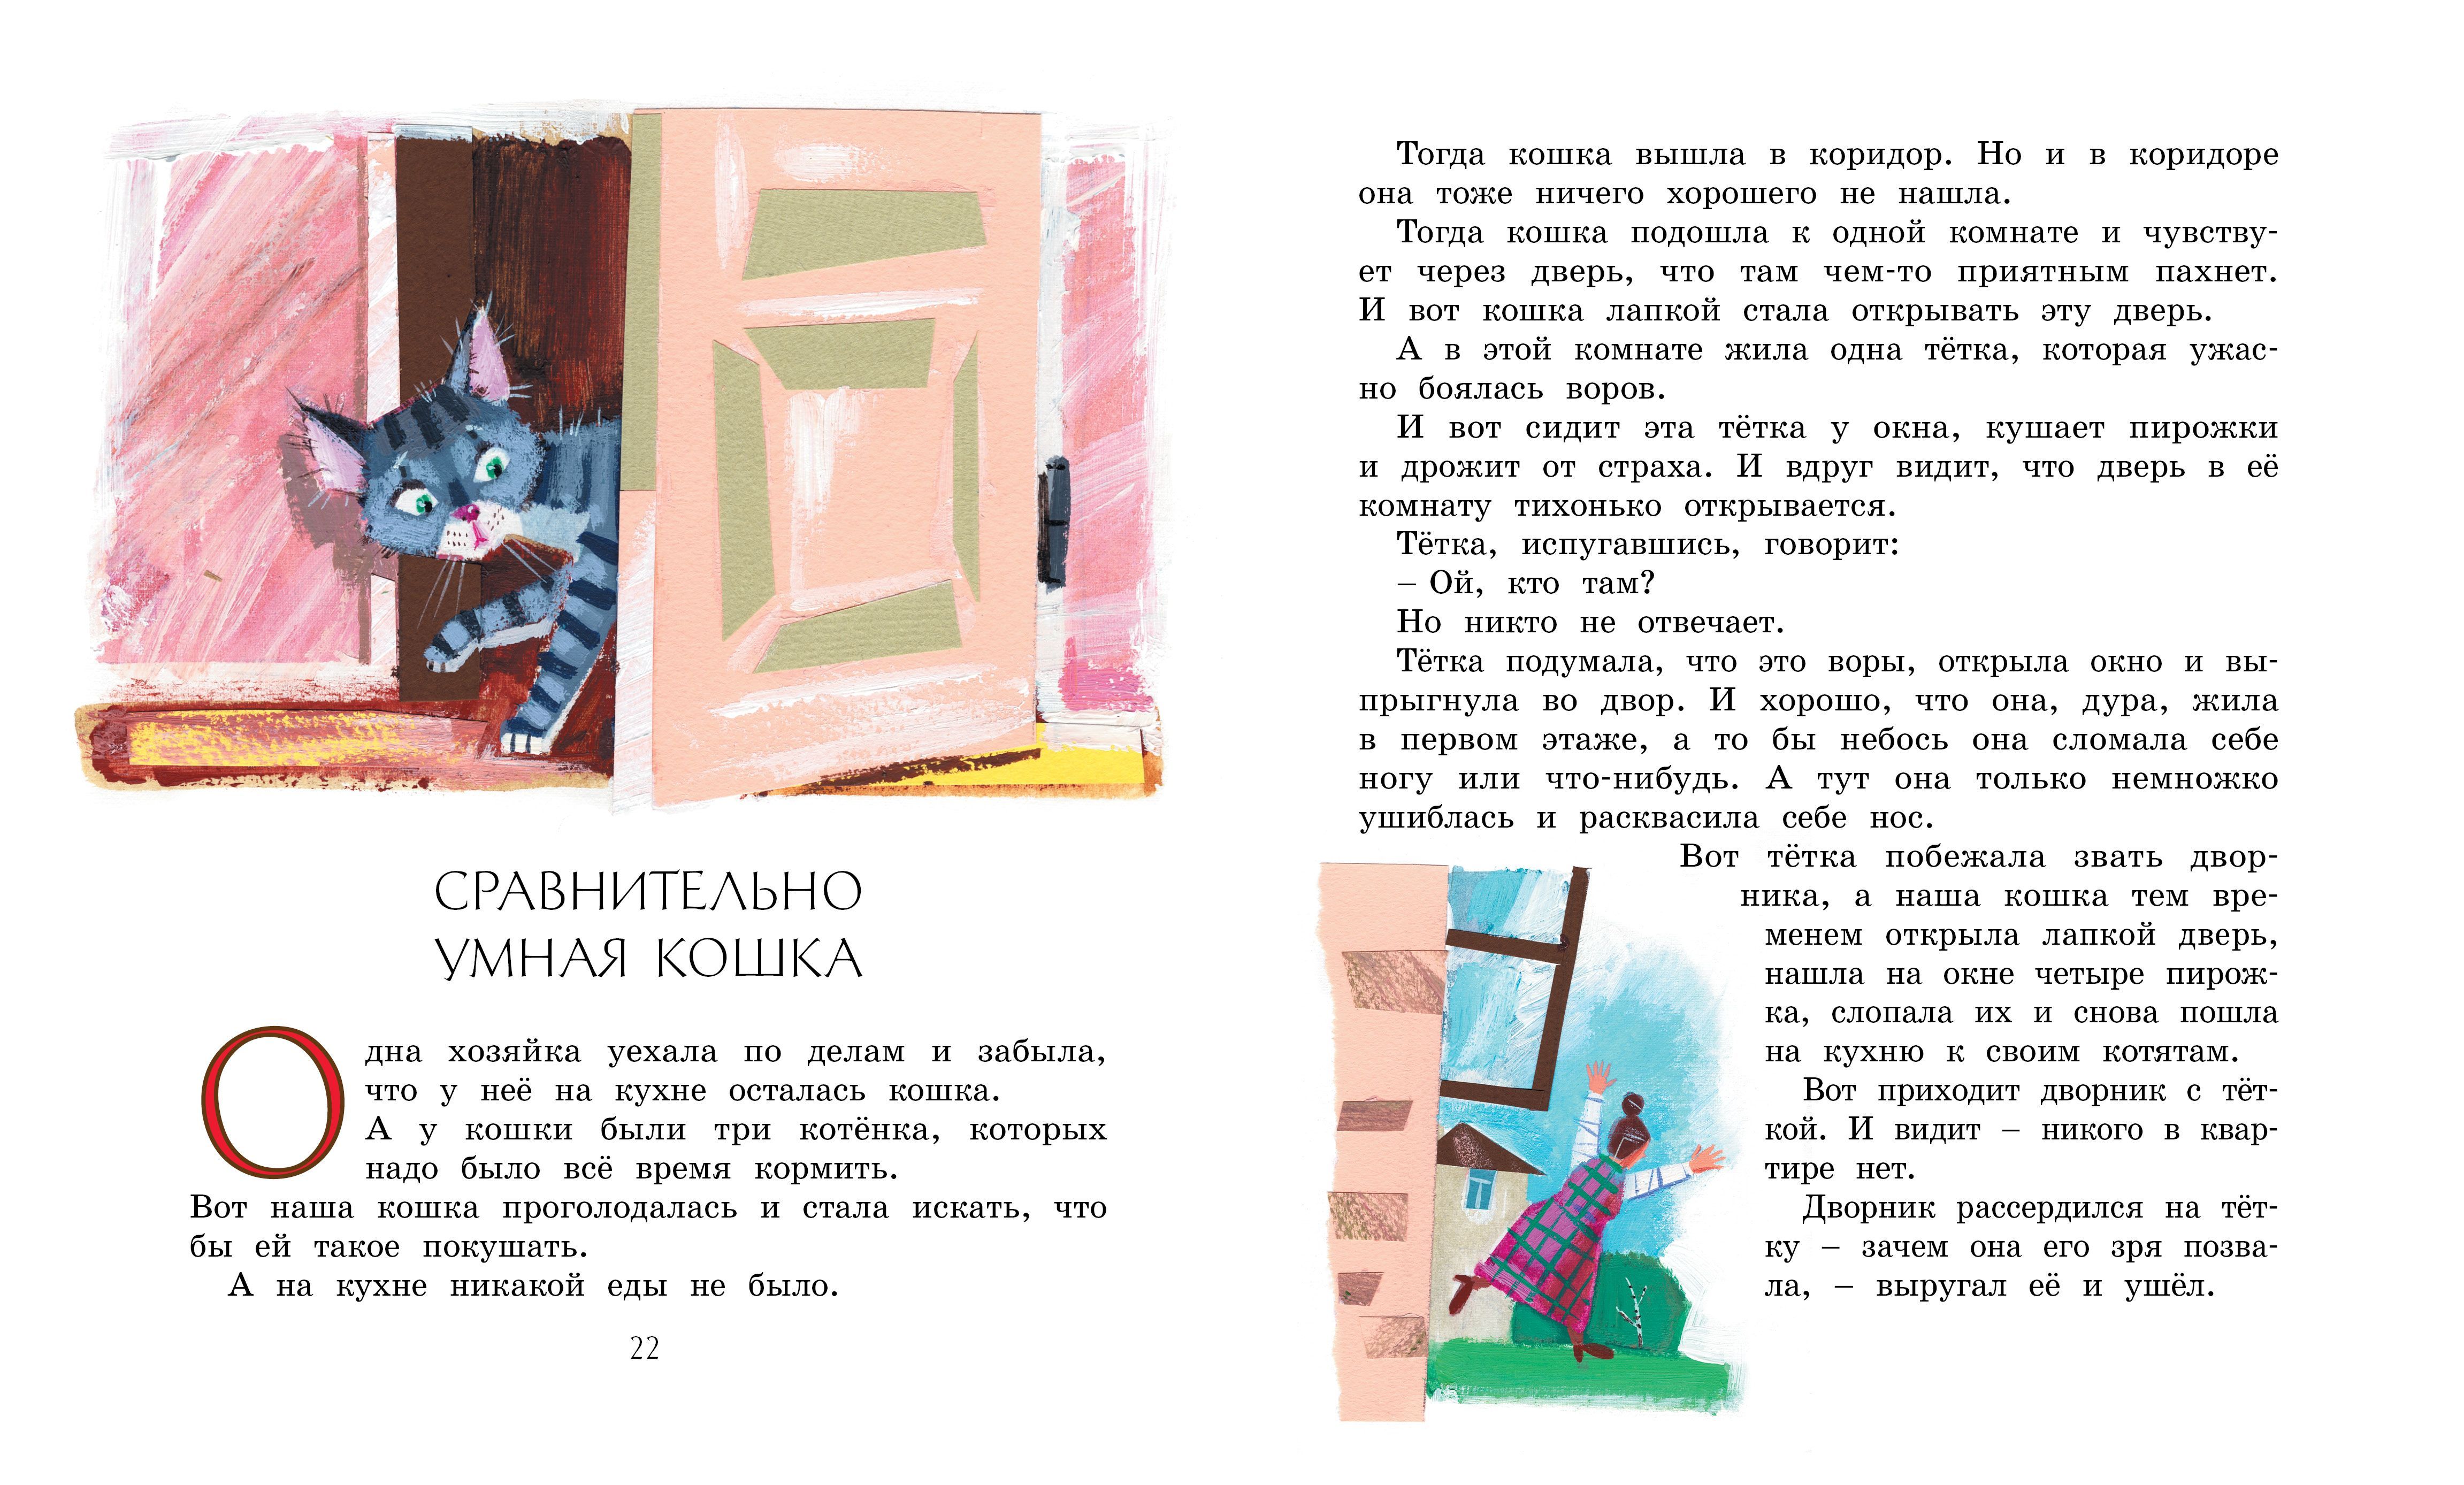 СРАВНИТЕЛЬНО
УМНАЯ КОШКА
Одна хозяйка уехала по делам и забыла,
что у неё на кухне осталась кошка.
А у кошки были три котёнка, которых
надо было всё время кормить.
Вот наша кошка проголодалась и стала искать, что
бы ей такое покушать.
А на кухне никакой еды не было.
22
Тогда кошка вышла в коридор. Но и в коридоре
она тоже ничего хорошего не нашла.
Тогда кошка подошла к одной комнате и чувству-
ет через дверь, что там чем-то приятным пахнет.
И вот кошка лапкой стала открывать эту дверь.
А в этой комнате жила одна тётка, которая ужас-
но боялась воров.
И вот сидит эта тётка у окна, кушает пирожки
и дрожит от страха. И вдруг видит, что дверь в её
комнату тихонько открывается.
Тётка, испугавшись, говорит:
– Ой, кто там?
Но никто не отвечает.
Тётка подумала, что это воры, открыла окно и вы-
прыгнула во двор. И хорошо, что она, дура, жила
в первом этаже, а то бы небось она сломала себе
ногу или что-нибудь. А тут она только немножко
ушиблась и расквасила себе нос.
Вот тётка побежала звать двор-
ника, а наша кошка тем вре-
менем открыла лапкой дверь,
нашла на окне четыре пирож-
ка, слопала их и снова пошла
на кухню к своим котятам.
Вот приходит дворник с тёт-
кой. И видит – никого в квар-
тире нет.
Дворник рассердился на тёт-
ку – зачем она его зря позва-
ла, – выругал её и ушёл.